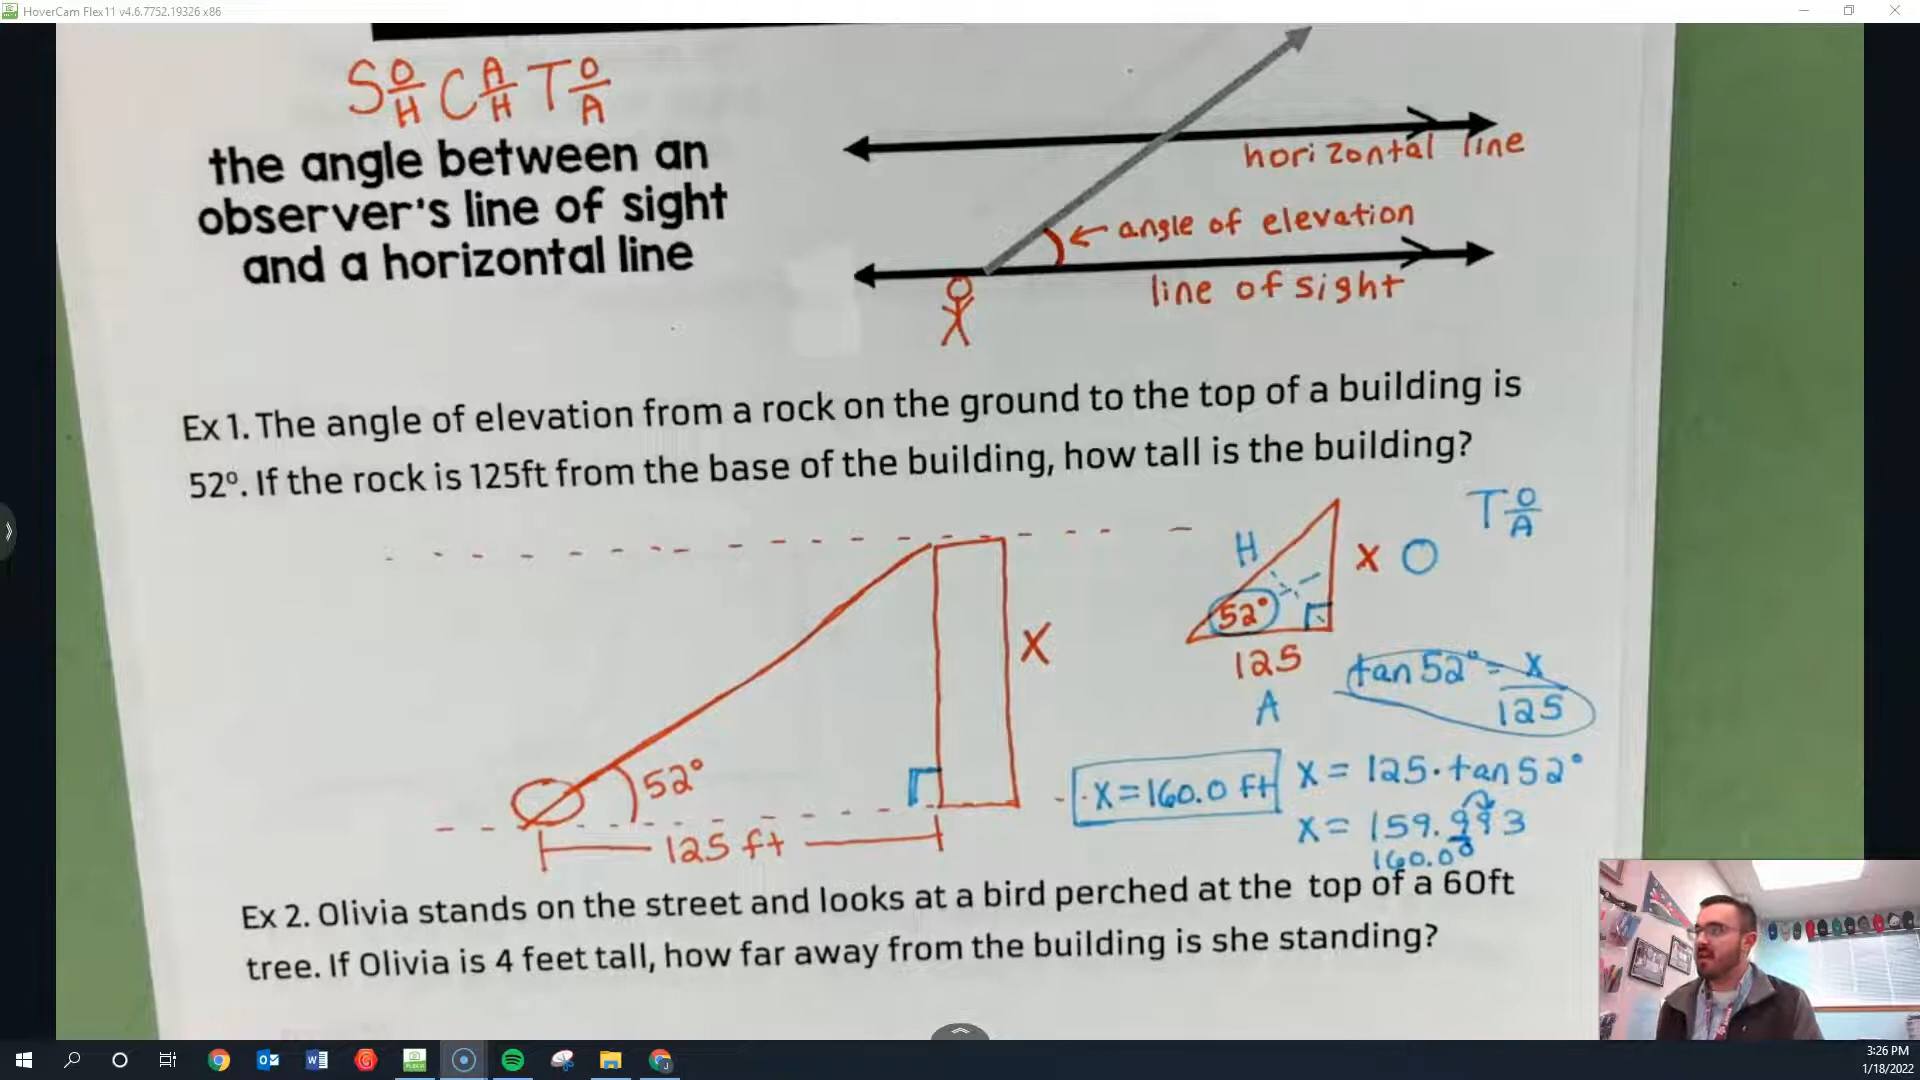 HoverCam Flex11 v4.6.7752.19326 x86
S O/H C A/H T O/A
the angle between an
observer's line of sight
and a horizontal line
horizontal line
angle of elevation
line of sight
Ex 1. The angle of elevation from a rock on the ground to the top of a building is
52°. If the rock is 125ft from the base of the building, how tall is the building?
T O/A
H
X O
52°
125
A
X
52°
125 ft
tan 52° = x/125
x = 125·tan 52°
x = 159.993
160.0
x = 160.0 ft
Ex 2. Olivia stands on the street and looks at a bird perched at the top of a 60ft
tree. If Olivia is 4 feet tall, how far away from the building is she standing?
3:26 PM
1/18/2022